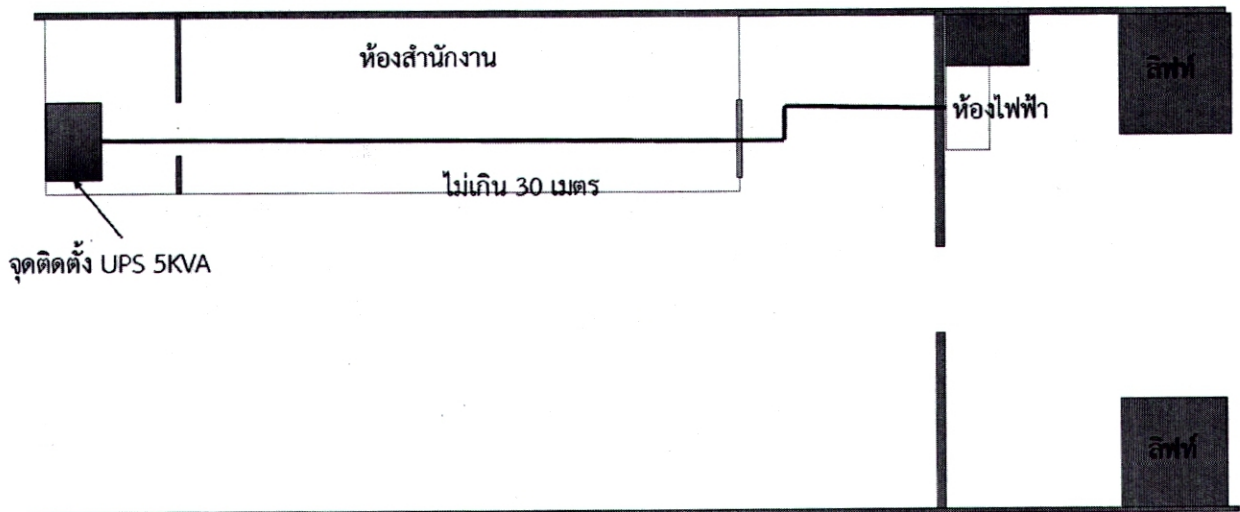 ห้องสำนักงาน
ลิฟท์
ห้องไฟฟ้า
ไม่เกิน 30 เมตร
จุดติดตั้ง UPS 5KVA
ลิฟท์